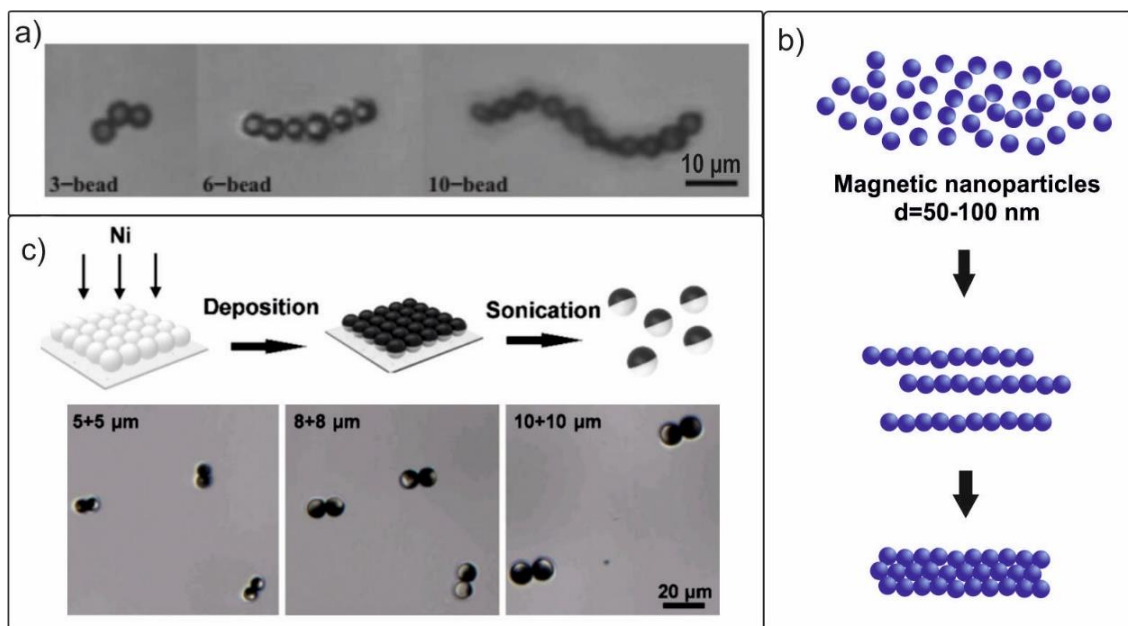 a)
3-bead
6-bead
10-bead
10 µm
b)
Magnetic nanoparticles
d=50-100 nm
c)
Ni
Deposition
Sonication
5+5 µm
8+8 µm
10+10 µm
20 µm